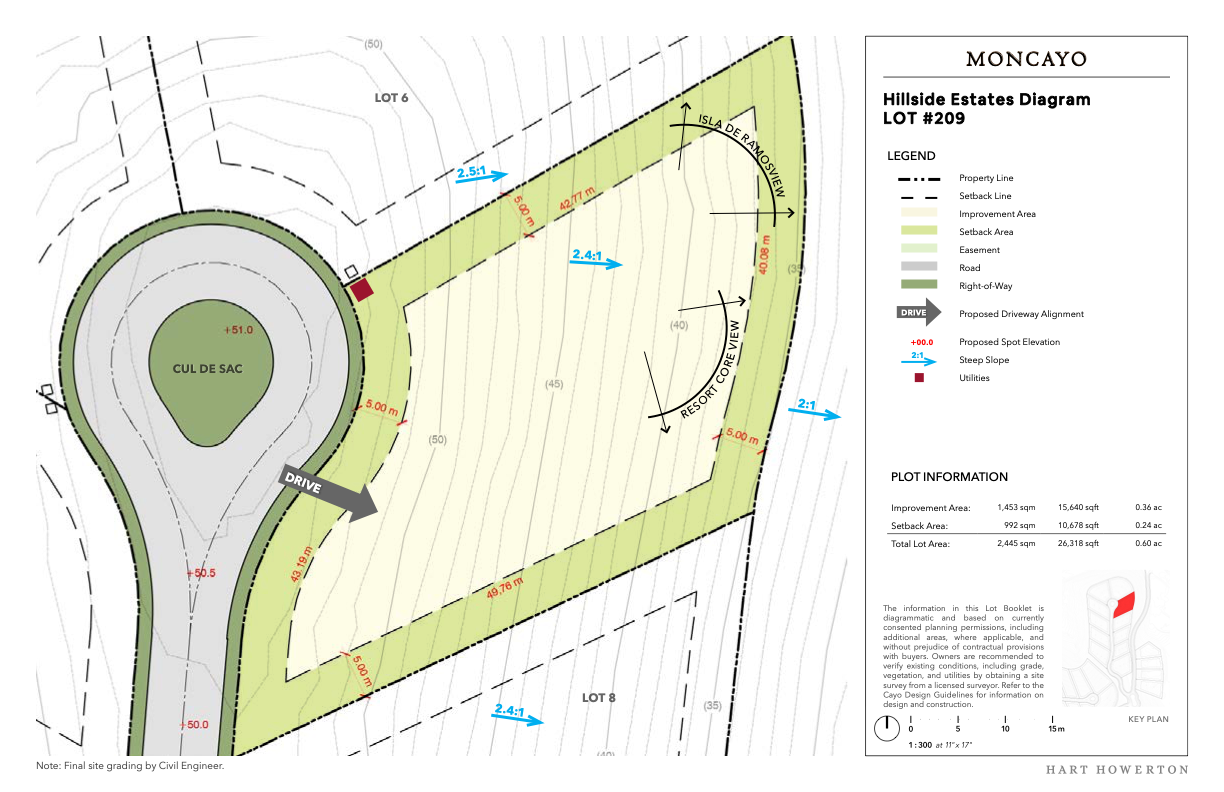 (50)
LOT 6
2.5:1
5.00 m
42.77 m
ISLA DE RAMOSVIEW
2.4:1
40.08 m
(35)
+51.0
CUL DE SAC
(40)
RESORT CORE VIEW
(45)
5.00 m
2:1
(50)
5.00 m
DRIVE
43.19 m
+50.5
49.76 m
5.00 m
LOT 8
2.4:1
(35)
+50.0
(40)
Note: Final site grading by Civil Engineer.
MONCAYO
Hillside Estates Diagram
LOT #209
LEGEND
Property Line
Setback Line
Improvement Area
Setback Area
Easement
Road
Right-of-Way
DRIVE Proposed Driveway Alignment
+00.0 Proposed Spot Elevation
2:1 Steep Slope
Utilities
PLOT INFORMATION
Improvement Area: 1,453 sqm 15,640 sqft 0.36 ac
Setback Area: 992 sqm 10,678 sqft 0.24 ac
Total Lot Area: 2,445 sqm 26,318 sqft 0.60 ac
The information in this Lot Booklet is
diagrammatic and based on currently
consented planning permissions, including
additional areas, where applicable, and
without prejudice of contractual provisions
with buyers. Owners are recommended to
verify existing conditions, including grade,
vegetation, and utilities by obtaining a site
survey from a licensed surveyor. Refer to the
Cayo Design Guidelines for information on
design and construction.
KEY PLAN
0 5 10 15m
1:300 at 11"x 17"
HART HOWERTON